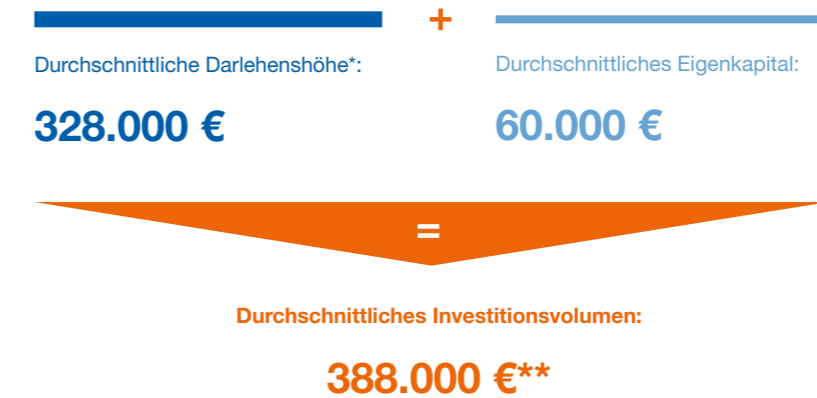 +
Durchschnittliche Darlehenshöhe*:
Durchschnittliches Eigenkapital:
328.000 €
60.000 €
=
Durchschnittliches Investitionsvolumen:
388.000 €**